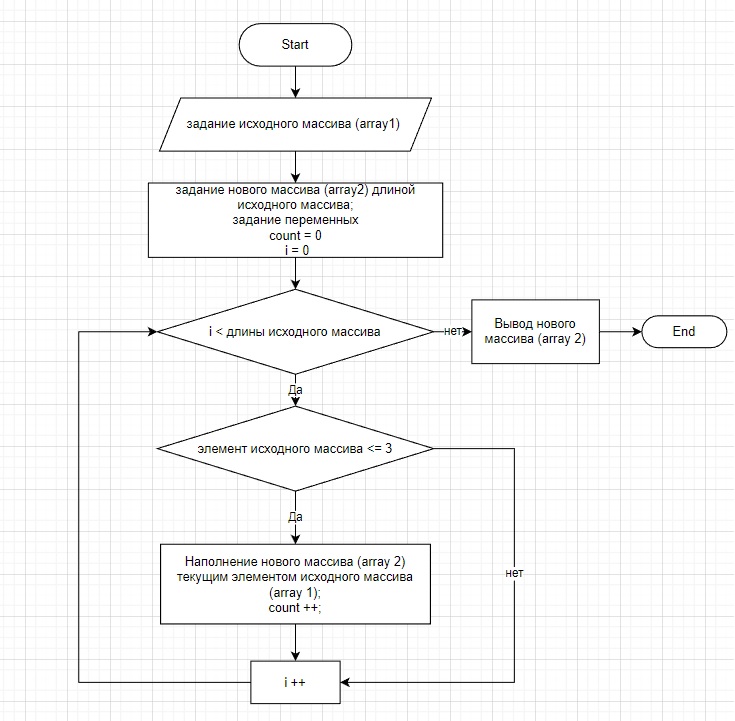 Start
задание исходного массива (array1)
задание нового массива (array2) длиной
исходного массива;
задание переменных
count = 0
i = 0
i < длины исходного массива
нет
Вывод нового
массива (array 2)
End
Да
элемент исходного массива <= 3
Да
Наполнение нового массива (array 2)
текущим элементом исходного массива
(array 1);
count ++;
нет
i ++